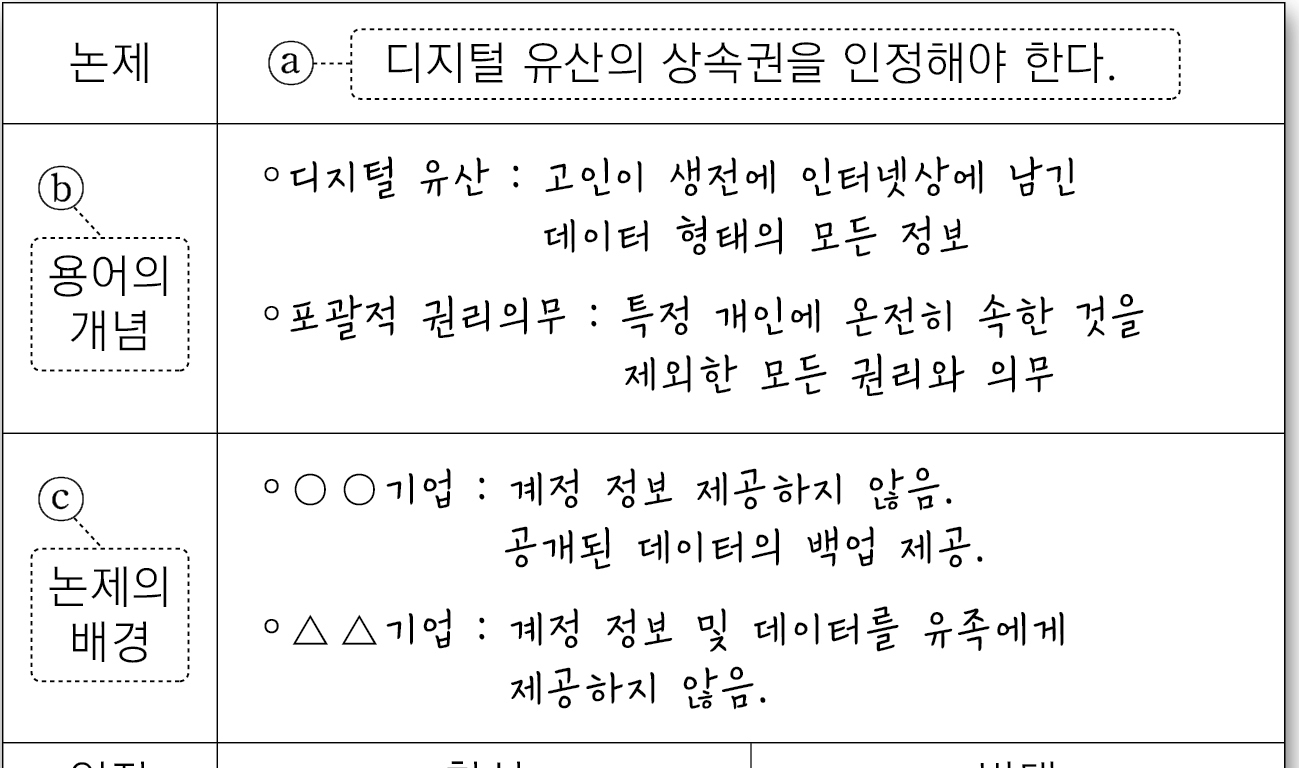 논제
ⓐ 디지털 유산의 상속권을 인정해야 한다.
ⓑ
용어의
개념
◦디지털 유산 : 고인이 생전에 인터넷상에 남긴
데이터 형태의 모든 정보
◦포괄적 권리의무 : 특정 개인에 온전히 속한 것을
제외한 모든 권리와 의무
ⓒ
논제의
배경
◦○○기업 : 계정 정보 제공하지 않음.
공개된 데이터의 백업 제공.
◦△△기업 : 계정 정보 및 데이터를 유족에게
제공하지 않음.